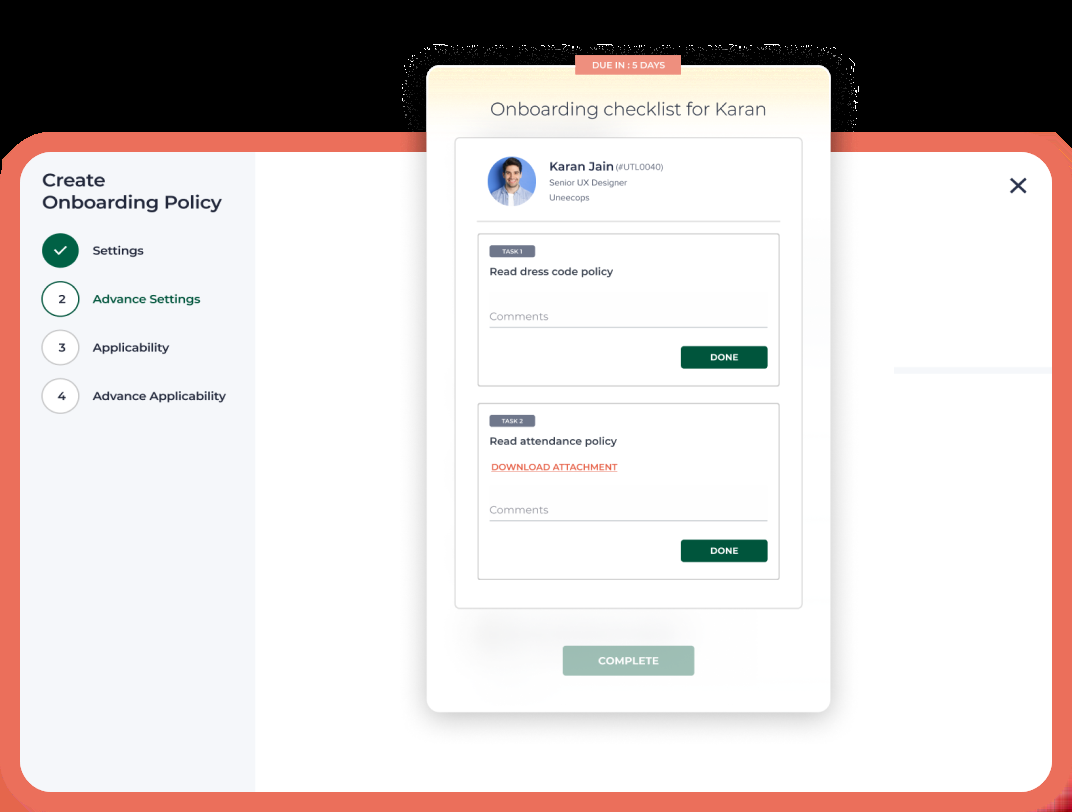 Create
Onboarding Policy
Settings
2 Advance Settings
3 Applicability
4 Advance Applicability
DUE IN : 5 DAYS
Onboarding checklist for Karan
Karan Jain (#UTL0040)
Senior UX Designer
Uneecops
TASK 1
Read dress code policy
Comments
DONE
TASK 2
Read attendance policy
DOWNLOAD ATTACHMENT
Comments
DONE
COMPLETE